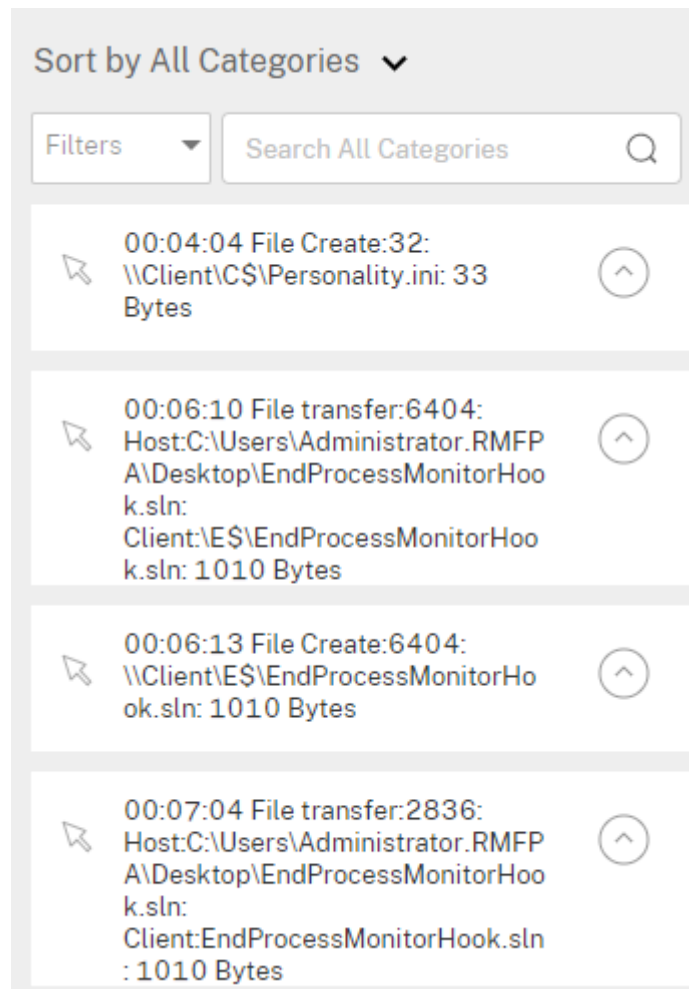 Sort by All Categories
Filters
Search All Categories
00:04:04 File Create:32:
\\Client\C$\Personality.ini: 33
Bytes
00:06:10 File transfer:6404:
Host:C:\Users\Administrator.RMFP
A\Desktop\EndProcessMonitorHoo
k.sln:
Client:\E$\EndProcessMonitorHoo
k.sln: 1010 Bytes
00:06:13 File Create:6404:
\\Client\E$\EndProcessMonitorHo
ok.sln: 1010 Bytes
00:07:04 File transfer:2836:
Host:C:\Users\Administrator.RMFP
A\Desktop\EndProcessMonitorHoo
k.sln:
Client:EndProcessMonitorHook.sln
: 1010 Bytes